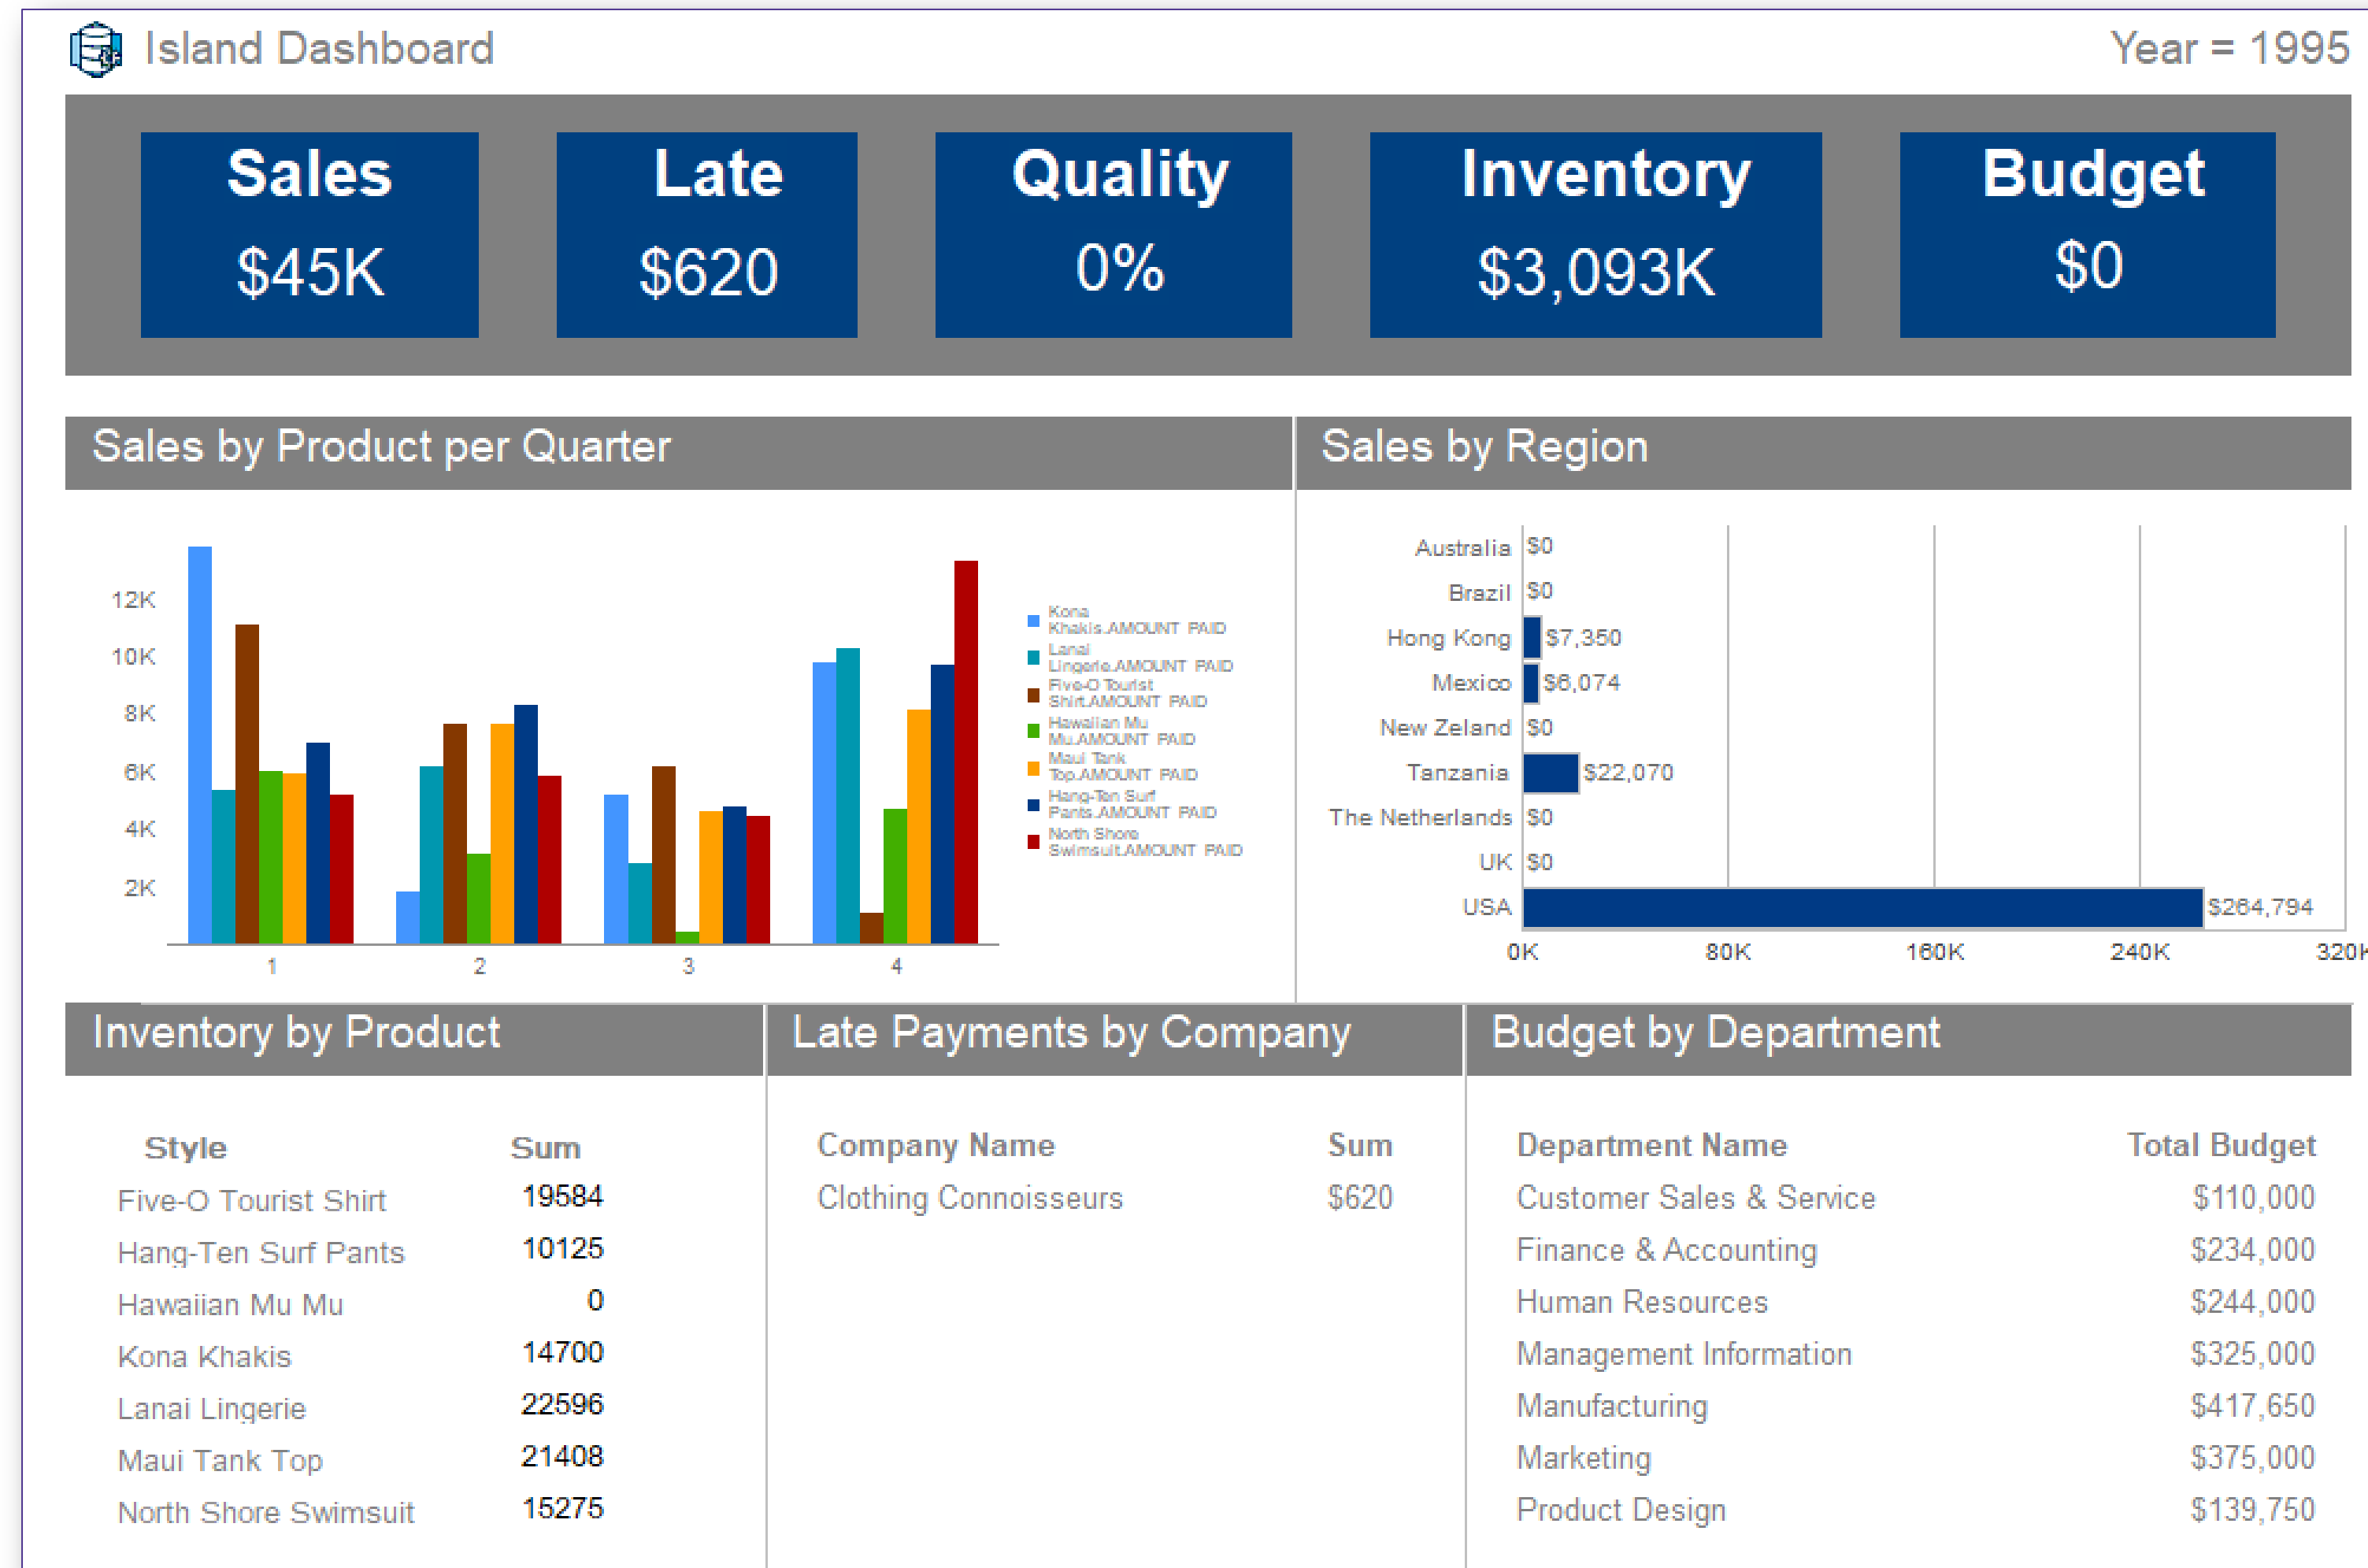 Island Dashboard
Year = 1995
Sales
$45K
Late
$620
Quality
0%
Inventory
$3,093K
Budget
$0
Sales by Product per Quarter
12K
10K
8K
6K
4K
2K
1
2
3
4
Kona
Khakis.AMOUNT PAID
Lanai
Lingerie.AMOUNT PAID
Five-O Tourist
Shirt.AMOUNT PAID
Hawaiian Mu
Mu.AMOUNT PAID
Maui Tank
Top.AMOUNT PAID
Hang-Ten Surf
Pants.AMOUNT PAID
North Shore
Swimsuit.AMOUNT PAID
Sales by Region
Australia $0
Brazil $0
Hong Kong $7,350
Mexico $6,074
New Zeland $0
Tanzania $22,070
The Netherlands $0
UK $0
USA $264,794
0K 80K 160K 240K 320K
Inventory by Product
Style Sum
Five-O Tourist Shirt 19584
Hang-Ten Surf Pants 10125
Hawaiian Mu Mu 0
Kona Khakis 14700
Lanai Lingerie 22596
Maui Tank Top 21408
North Shore Swimsuit 15275
Late Payments by Company
Company Name Sum
Clothing Connoisseurs $620
Budget by Department
Department Name Total Budget
Customer Sales & Service $110,000
Finance & Accounting $234,000
Human Resources $244,000
Management Information $325,000
Manufacturing $417,650
Marketing $375,000
Product Design $139,750